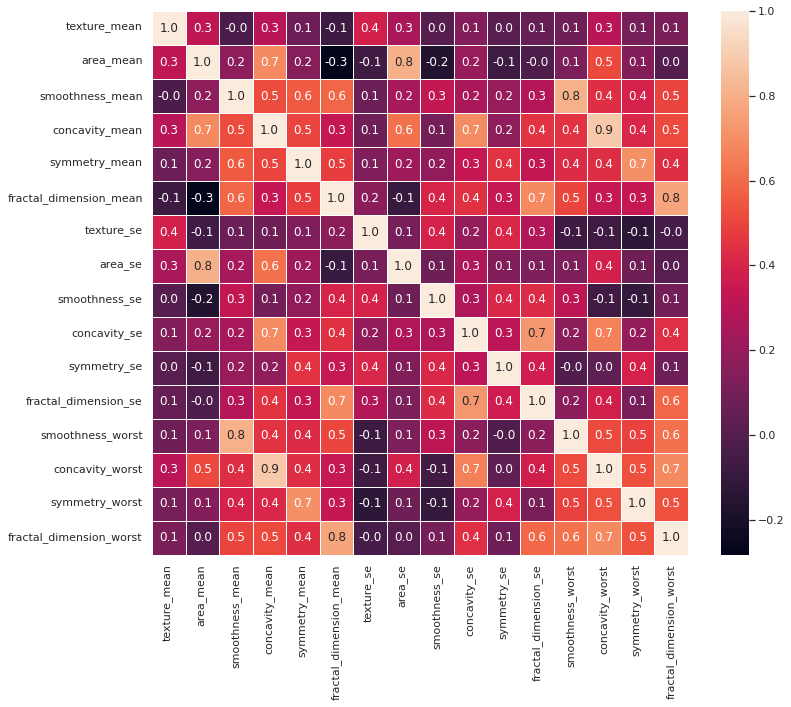 texture_mean 1.0 0.3 -0.0 0.3 0.1 -0.1 0.4 0.3 0.0 0.1 0.0 0.1 0.1 0.3 0.1 0.1
area_mean 0.3 1.0 0.2 0.7 0.2 -0.3 -0.1 0.8 -0.2 0.2 -0.1 -0.0 0.1 0.5 0.1 0.0
smoothness_mean -0.0 0.2 1.0 0.5 0.6 0.6 0.1 0.2 0.3 0.2 0.2 0.3 0.8 0.4 0.4 0.5
concavity_mean 0.3 0.7 0.5 1.0 0.5 0.3 0.1 0.6 0.1 0.7 0.2 0.4 0.4 0.9 0.4 0.5
symmetry_mean 0.1 0.2 0.6 0.5 1.0 0.5 0.1 0.2 0.2 0.3 0.4 0.3 0.4 0.4 0.7 0.4
fractal_dimension_mean -0.1 -0.3 0.6 0.3 0.5 1.0 0.2 -0.1 0.4 0.4 0.3 0.7 0.5 0.3 0.3 0.8
texture_se 0.4 -0.1 0.1 0.1 0.1 0.2 1.0 0.1 0.4 0.2 0.4 0.3 -0.1 -0.1 -0.1 -0.0
area_se 0.3 0.8 0.2 0.6 0.2 -0.1 0.1 1.0 0.1 0.3 0.1 0.1 0.1 0.4 0.1 0.0
smoothness_se 0.0 -0.2 0.3 0.1 0.2 0.4 0.4 0.1 1.0 0.3 0.4 0.4 0.3 -0.1 -0.1 0.1
concavity_se 0.1 0.2 0.2 0.7 0.3 0.4 0.2 0.3 0.3 1.0 0.3 0.7 0.2 0.7 0.2 0.4
symmetry_se 0.0 -0.1 0.2 0.2 0.4 0.3 0.4 0.1 0.4 0.3 1.0 0.4 -0.0 0.0 0.4 0.1
fractal_dimension_se 0.1 -0.0 0.3 0.4 0.3 0.7 0.3 0.1 0.4 0.7 0.4 1.0 0.2 0.4 0.1 0.6
smoothness_worst 0.1 0.1 0.8 0.4 0.4 0.5 -0.1 0.1 0.3 0.2 -0.0 0.2 1.0 0.5 0.5 0.6
concavity_worst 0.3 0.5 0.4 0.9 0.4 0.3 -0.1 0.4 -0.1 0.7 0.0 0.4 0.5 1.0 0.5 0.7
symmetry_worst 0.1 0.1 0.4 0.4 0.7 0.3 -0.1 0.1 -0.1 0.2 0.4 0.1 0.5 0.5 1.0 0.5
fractal_dimension_worst 0.1 0.0 0.5 0.5 0.4 0.8 -0.0 0.0 0.1 0.4 0.1 0.6 0.6 0.7 0.5 1.0
texture_mean
area_mean
smoothness_mean
concavity_mean
symmetry_mean
fractal_dimension_mean
texture_se
area_se
smoothness_se
concavity_se
symmetry_se
fractal_dimension_se
smoothness_worst
concavity_worst
symmetry_worst
fractal_dimension_worst
1.0
0.8
0.6
0.4
0.2
0.0
−0.2